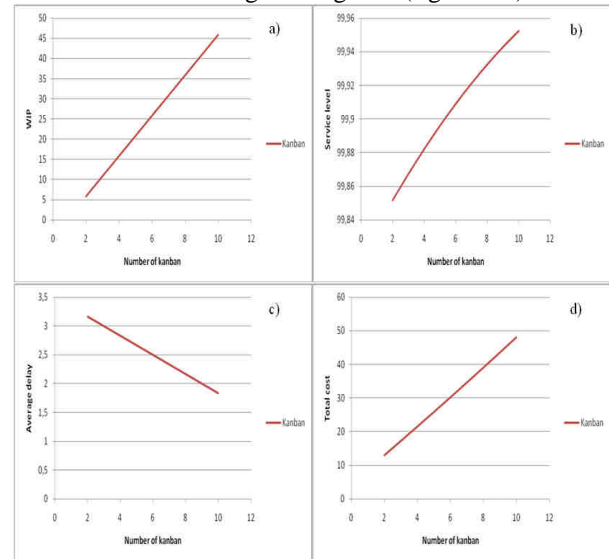 a)
50
45
40
35
30
25
20
15
10
5
0
WIP
0 2 4 6 8 10 12
Number of kanban
Kanban
b)
99,96
99,94
99,92
99,9
99,88
99,86
99,84
Service level
0 2 4 6 8 10 12
Number of kanban
Kanban
c)
3,5
3
2,5
2
1,5
1
0,5
0
Average delay
0 2 4 6 8 10 12
Number of kanban
Kanban
d)
60
50
40
30
20
10
0
Total cost
0 2 4 6 8 10 12
Number of kanban
Kanban